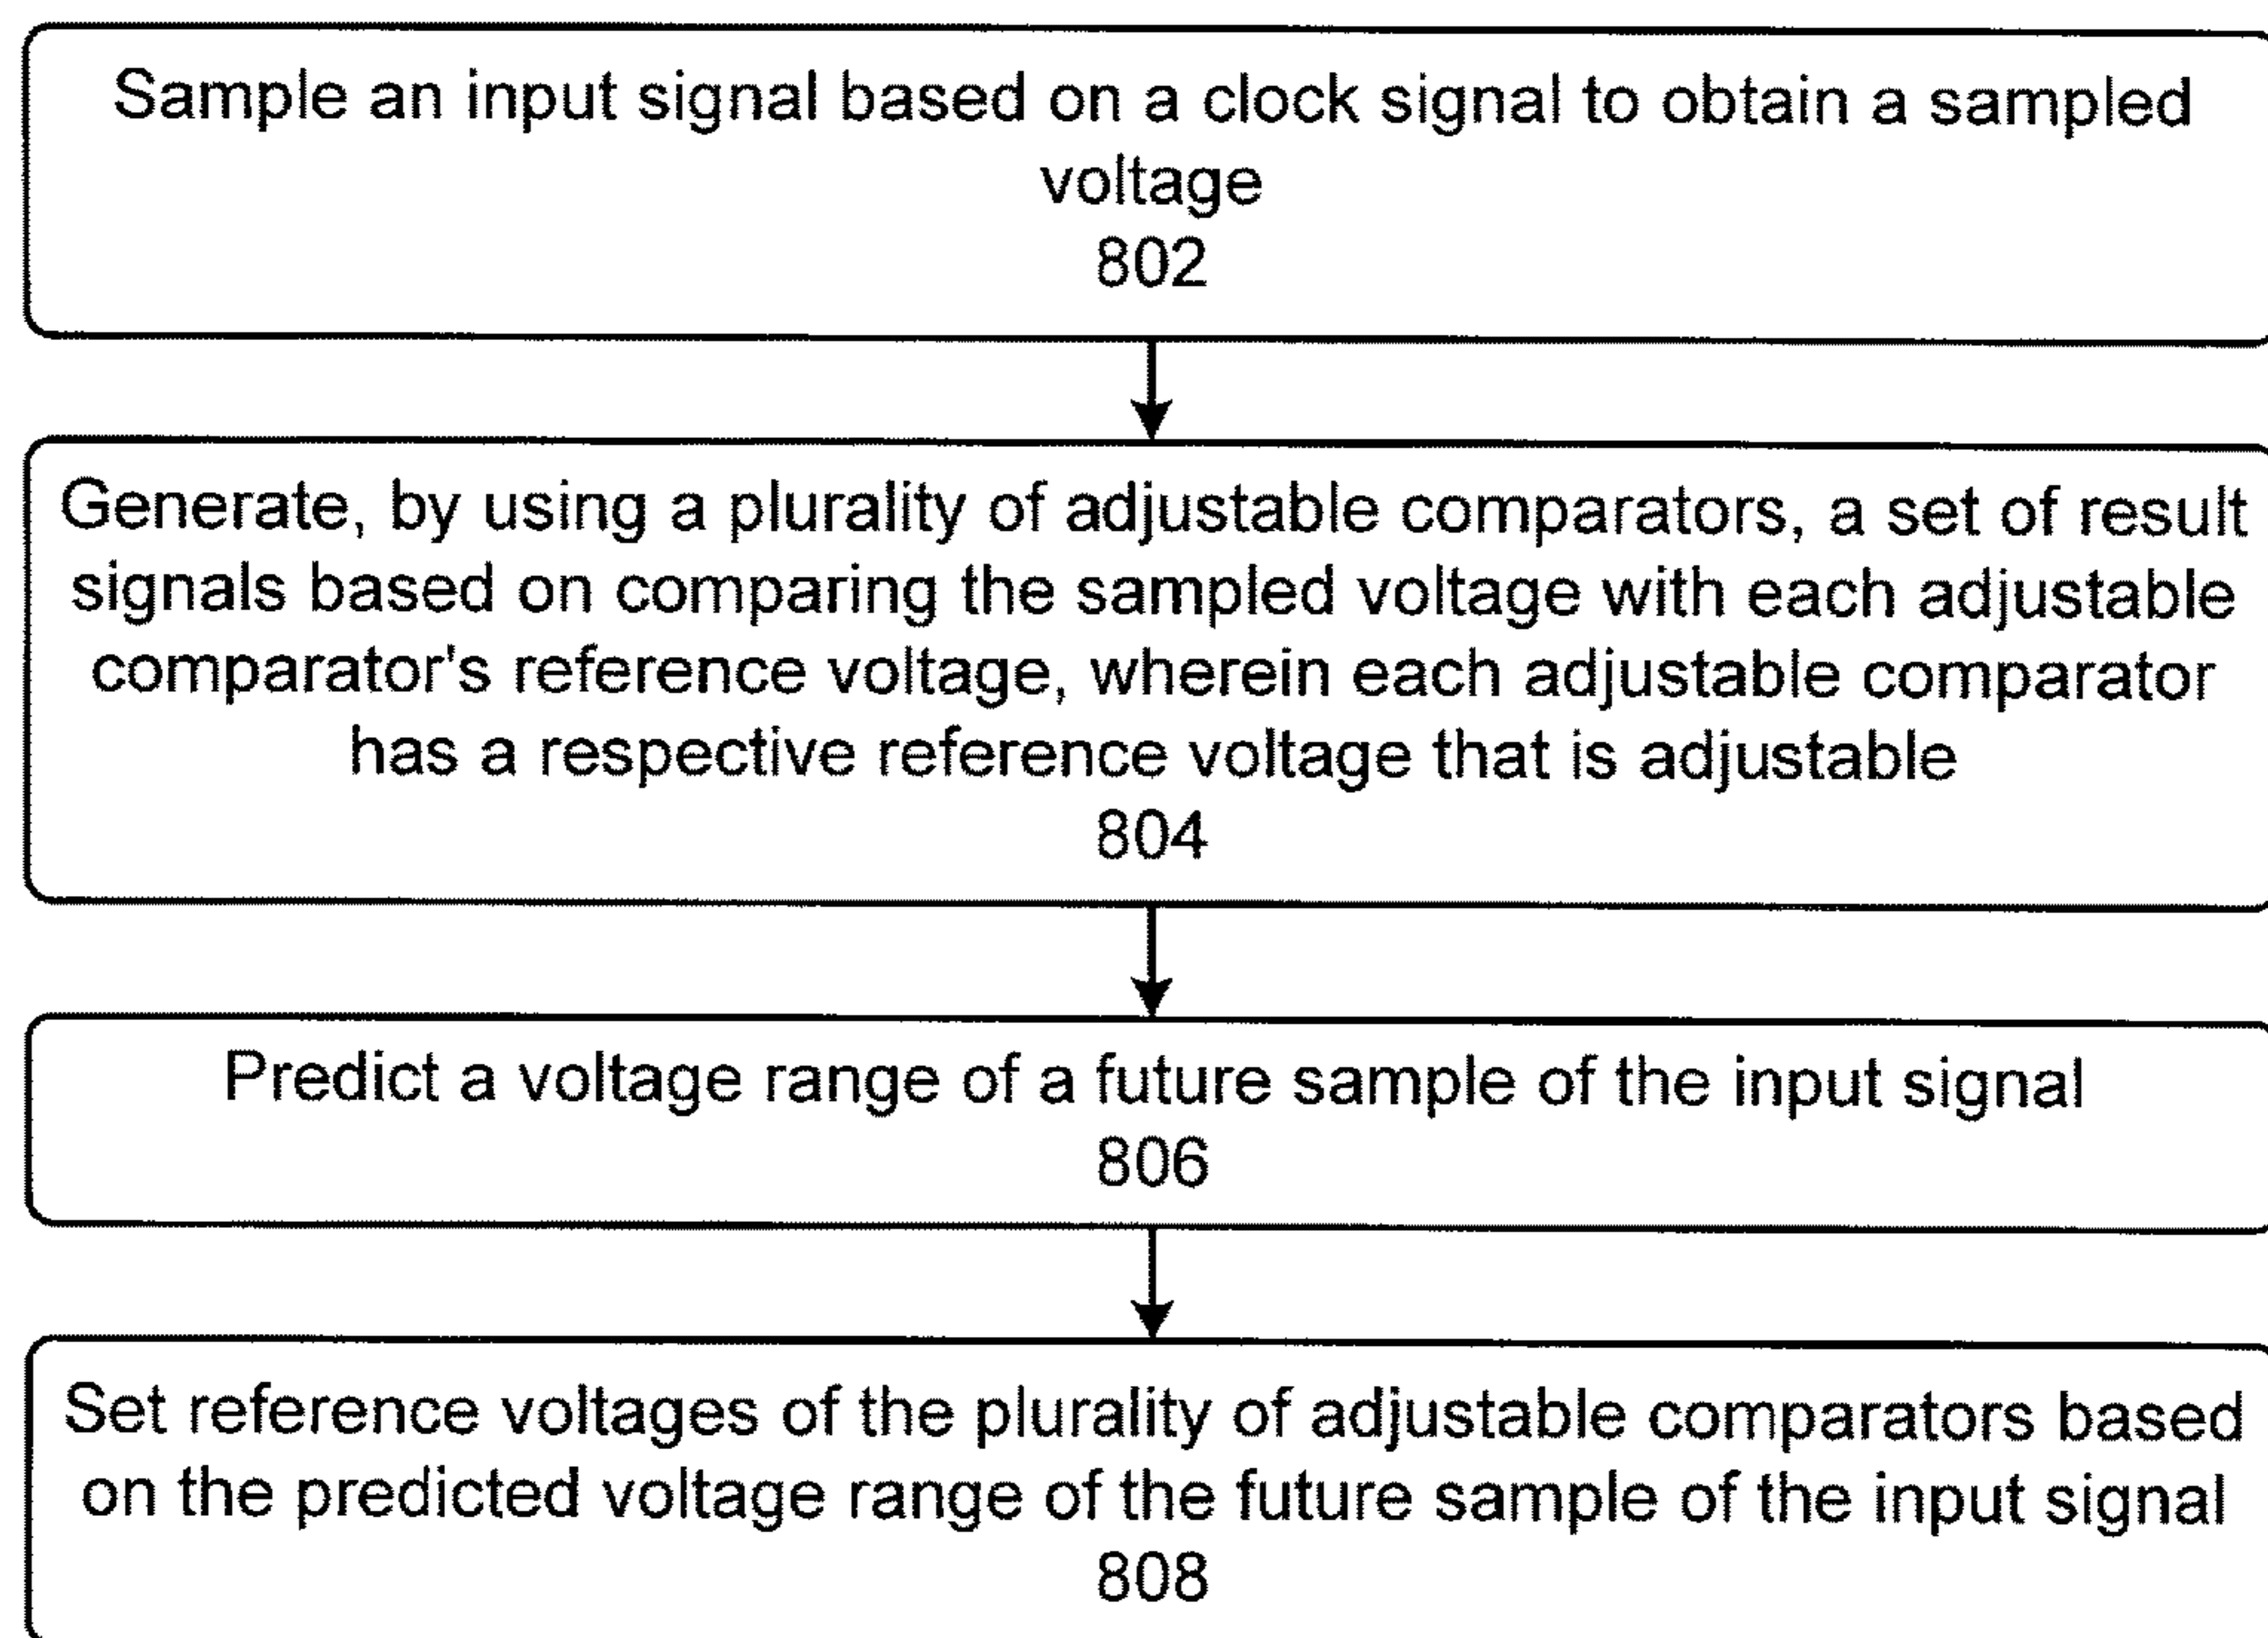 Sample an input signal based on a clock signal to obtain a sampled
voltage
802
Generate, by using a plurality of adjustable comparators, a set of result
signals based on comparing the sampled voltage with each adjustable
comparator's reference voltage, wherein each adjustable comparator
has a respective reference voltage that is adjustable
804
Predict a voltage range of a future sample of the input signal
806
Set reference voltages of the plurality of adjustable comparators based
on the predicted voltage range of the future sample of the input signal
808